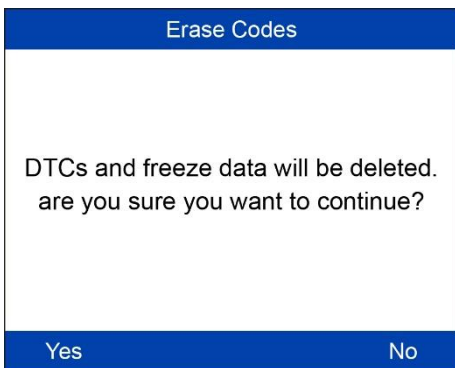 Erase Codes
DTCs and freeze data will be deleted.
are you sure you want to continue?
Yes No